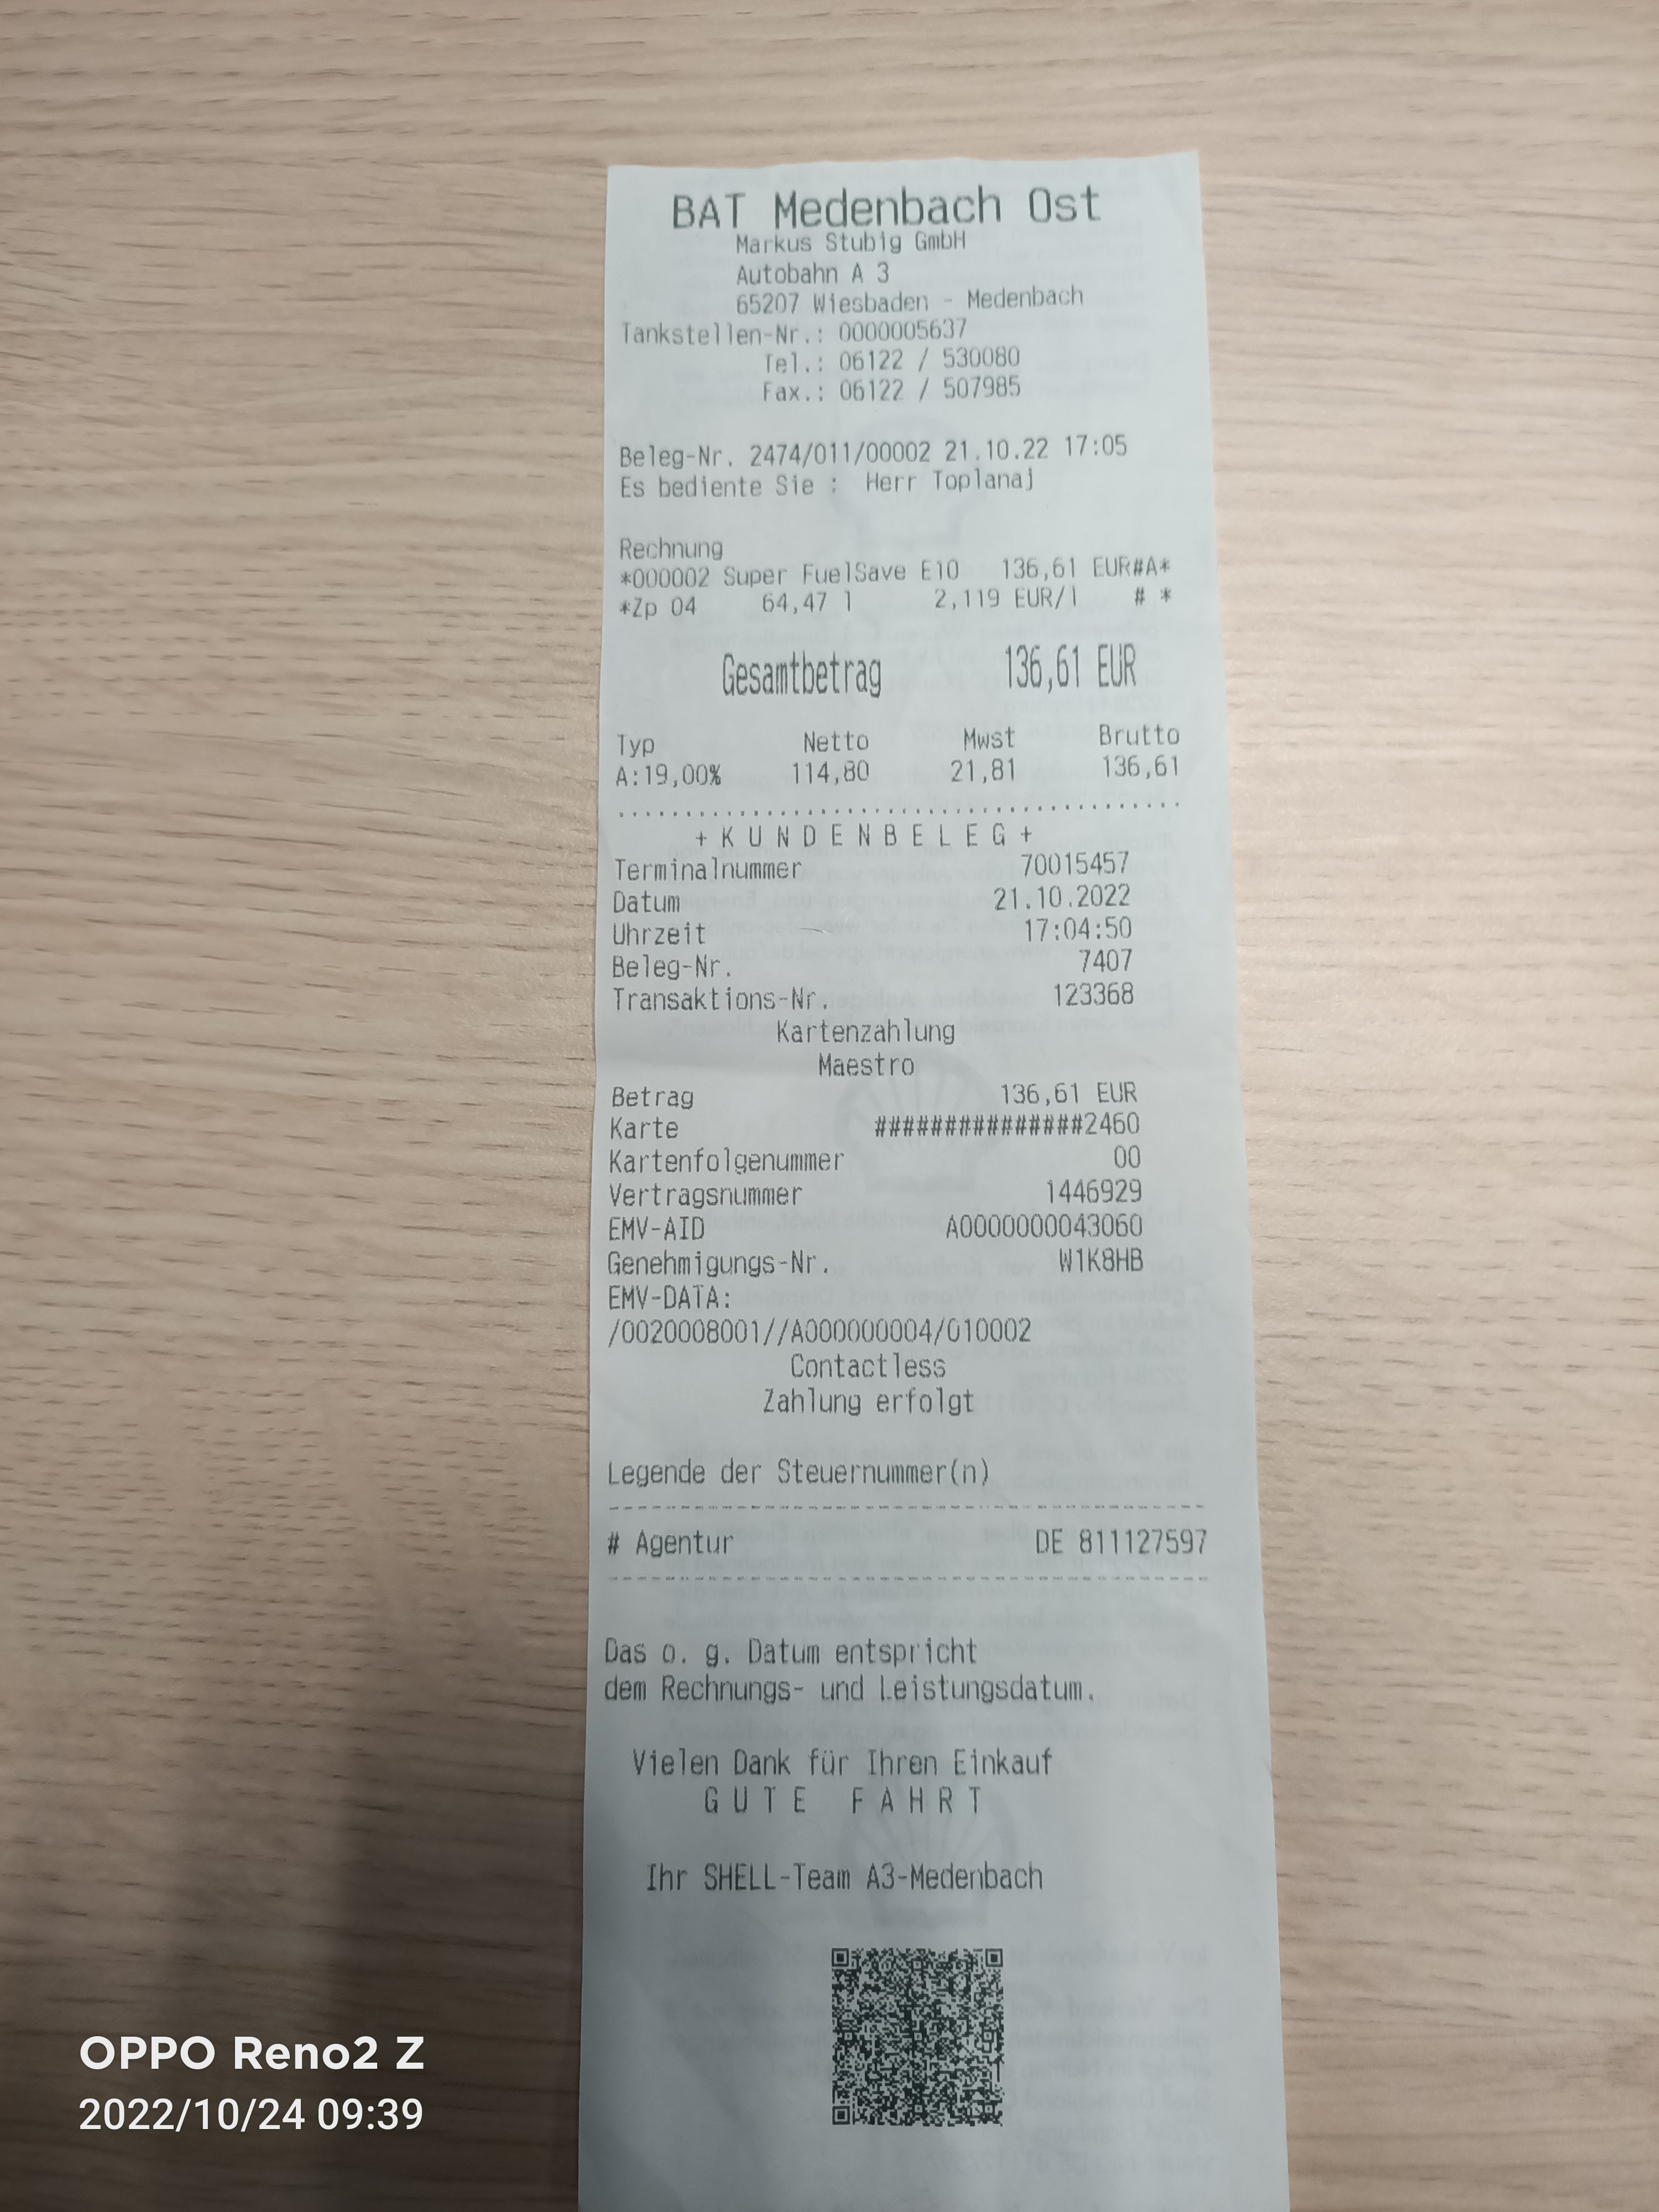 BAT Medenbach Ost
Markus Stubig GmbH
Autobahn A 3
65207 Wiesbaden - Medenbach
Tankstellen-Nr.: 0000005637
Tel.: 06122 / 530080
Fax.: 06122 / 507985
Beleg-Nr. 2474/011/00002 21.10.22 17:05
Es bediente Sie : Herr Toplanaj
Rechnung
*000002 Super FuelSave E10 136,61 EUR#A*
*Zp 04 64,47 l 2,119 EUR/l # *
Gesamtbetrag 136,61 EUR
Typ Netto Mwst Brutto
A:19,00% 114,80 21,81 136,61
+ K U N D E N B E L E G +
Terminalnummer 70015457
Datum 21.10.2022
Uhrzeit 17:04:50
Beleg-Nr. 7407
Transaktions-Nr. 123368
Kartenzahlung
Maestro
Betrag 136,61 EUR
Karte ###############2460
Kartenfolgenummer 00
Vertragsnummer 1446929
EMV-AID A0000000043060
Genehmigungs-Nr. W1K8HB
EMV-DATA:
/0020008001//A000000004/010002
Contactless
Zahlung erfolgt
Legende der Steuernummer(n)
# Agentur DE 811127597
Das o. g. Datum entspricht
dem Rechnungs- und Leistungsdatum.
Vielen Dank für Ihren Einkauf
G U T E F A H R T
Ihr SHELL-Team A3-Medenbach
OPPO Reno2 Z
2022/10/24 09:39